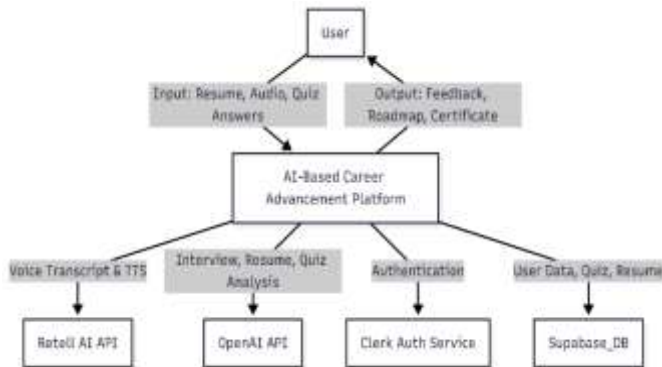 User
Input: Resume, Audio, Quiz
Answers
Output: Feedback,
Roadmap, Certificate
AI-Based Career
Advancement Platform
Voice Transcript & TTS
Interview, Resume, Quiz
Analysis
Authentication
User Data, Quiz, Resume
Retell AI API
OpenAI API
Clerk Auth Service
Supabase_DB